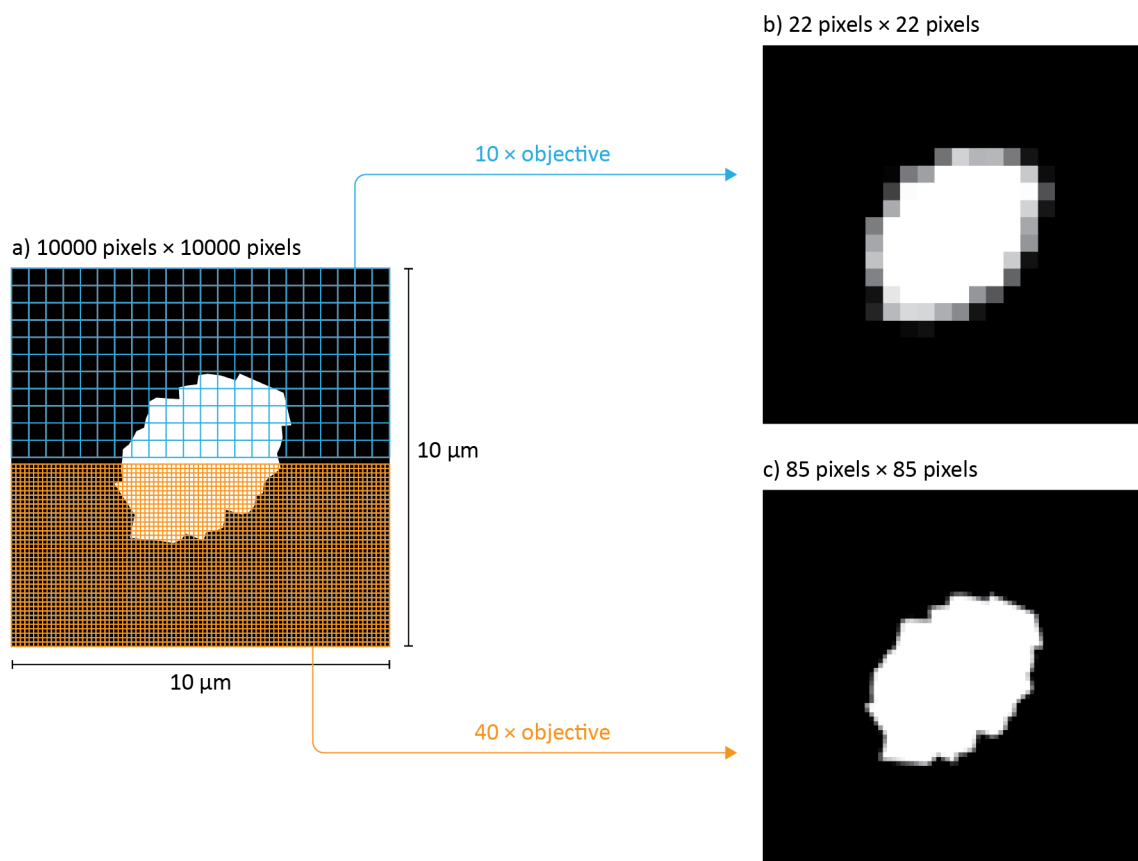 b) 22 pixels × 22 pixels
10 × objective
a) 10000 pixels × 10000 pixels
10 µm
c) 85 pixels × 85 pixels
10 µm
40 × objective